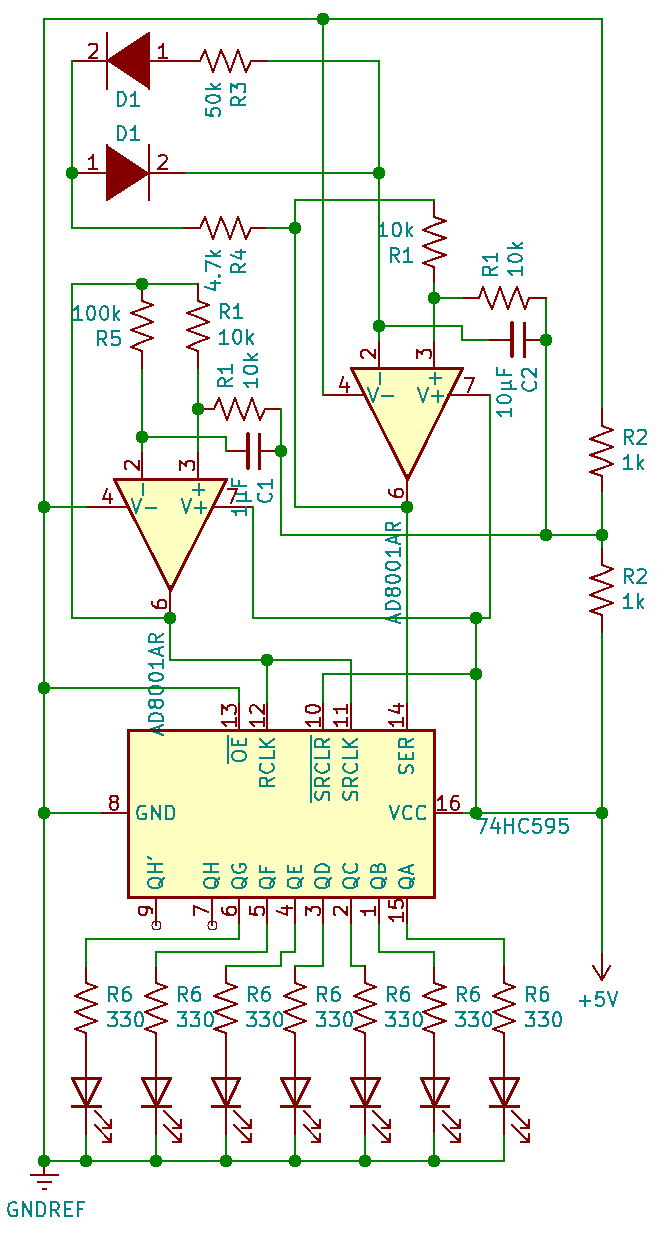 2 1
D1
50k
R3
D1
1 2
4.7k
R4
10k
R1
R1
10k
100k
R5
R1
10k
R1
10k
2 3
4 V- - + V+ 7
6
10µF
C2
R2
1k
2 3
4 V- - + V+ 7
6
1µF
C1
AD8001AR
R2
1k
AD8001AR
13 12 10 11 14
OE RCLK SRCLR SRCLK SER
8 GND VCC 16
74HC595
QH' QH QG QF QE QD QC QB QA
9 7 6 5 4 3 2 1 15
R6 R6 R6 R6 R6 R6 R6
330 330 330 330 330 330 330
+5V
GNDREF